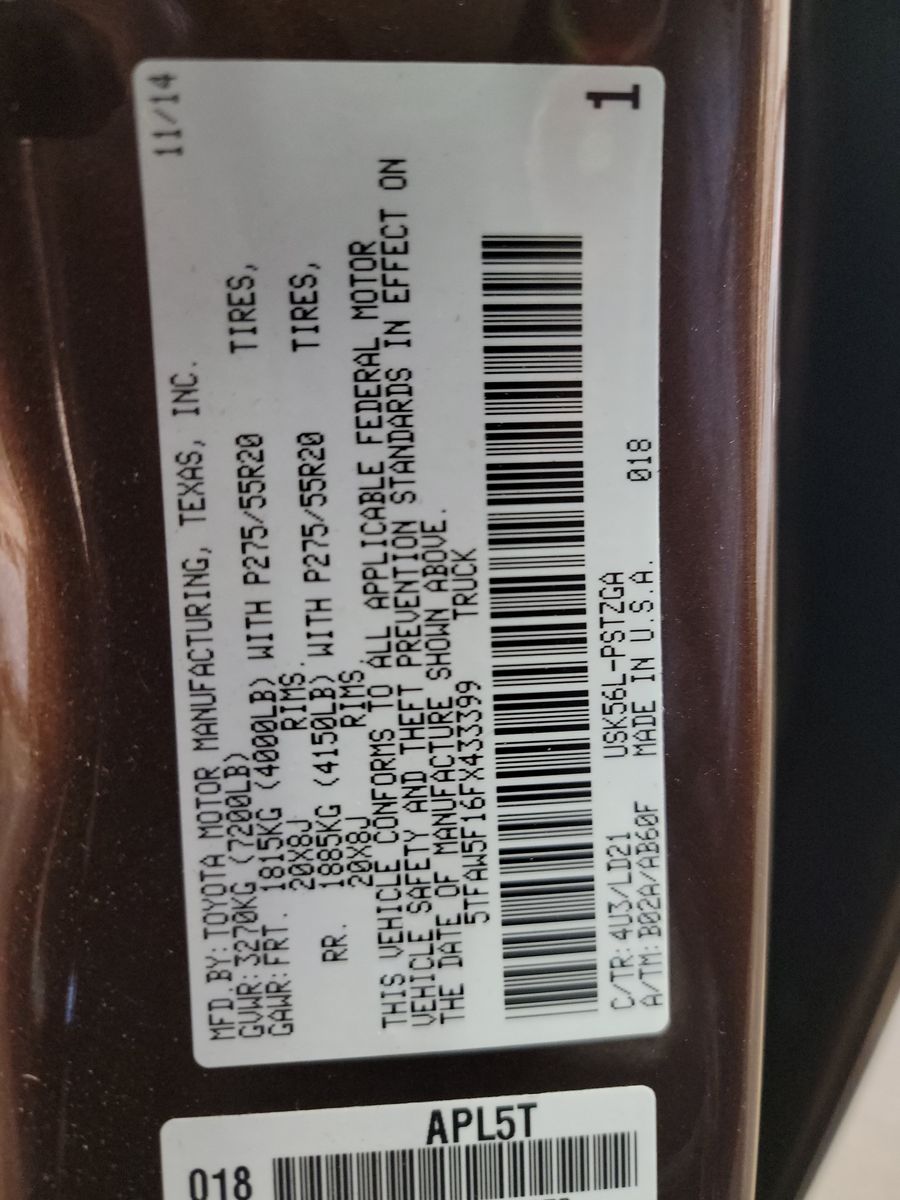 11/14
MFD.BY:TOYOTA MOTOR MANUFACTURING, TEXAS, INC.
GVWR:3270KG (7200LB)
GAWR:FRT. 1815KG (4000LB) WITH P275/55R20 TIRES,
20X8J RIMS.
RR. 1885KG (4150LB) WITH P275/55R20 TIRES,
20X8J RIMS.
THIS VEHICLE CONFORMS TO ALL APPLICABLE FEDERAL MOTOR
VEHICLE SAFETY AND THEFT PREVENTION STANDARDS IN EFFECT ON
THE DATE OF MANUFACTURE SHOWN ABOVE.
5TFAW5F16FX433399 TRUCK
C/TR:4U3/LD21 USK56L-PSTZGA
A/TM:B02A/AB60F MADE IN U.S.A. 018
1
APL5T
018